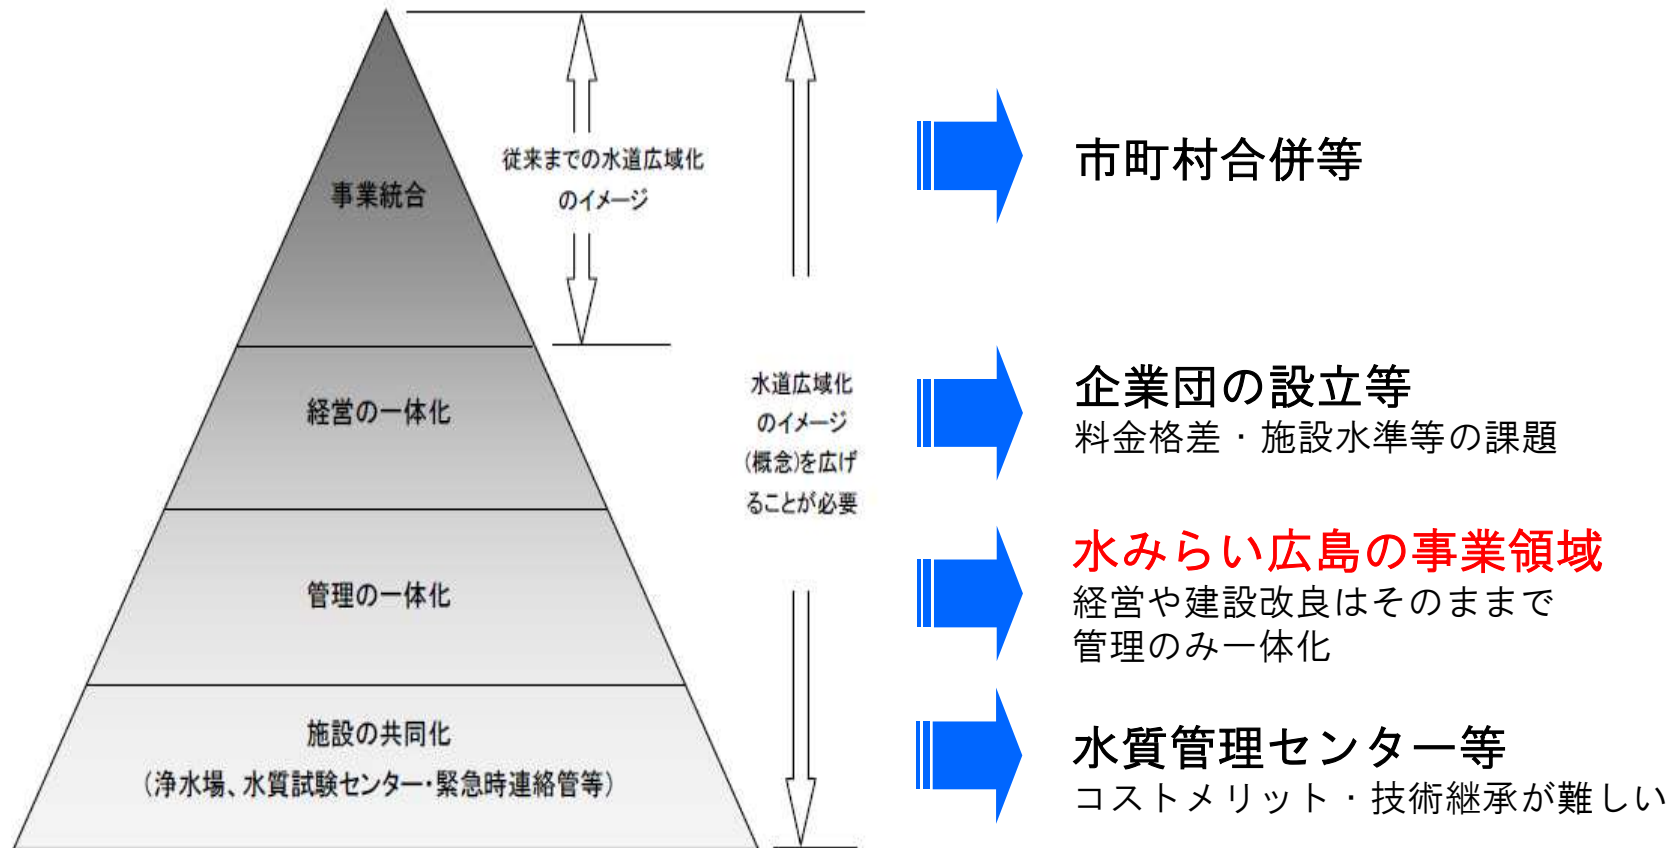 事業統合
経営の一体化
管理の一体化
施設の共同化
(浄水場、水質試験センター・緊急時連絡管等)
従来までの水道広域化
のイメージ
水道広域化
のイメージ
(概念)を広げ
ることが必要
市町村合併等
企業団の設立等
料金格差・施設水準等の課題
水みらい広島の事業領域
経営や建設改良はそのままで
管理のみ一体化
水質管理センター等
コストメリット・技術継承が難しい